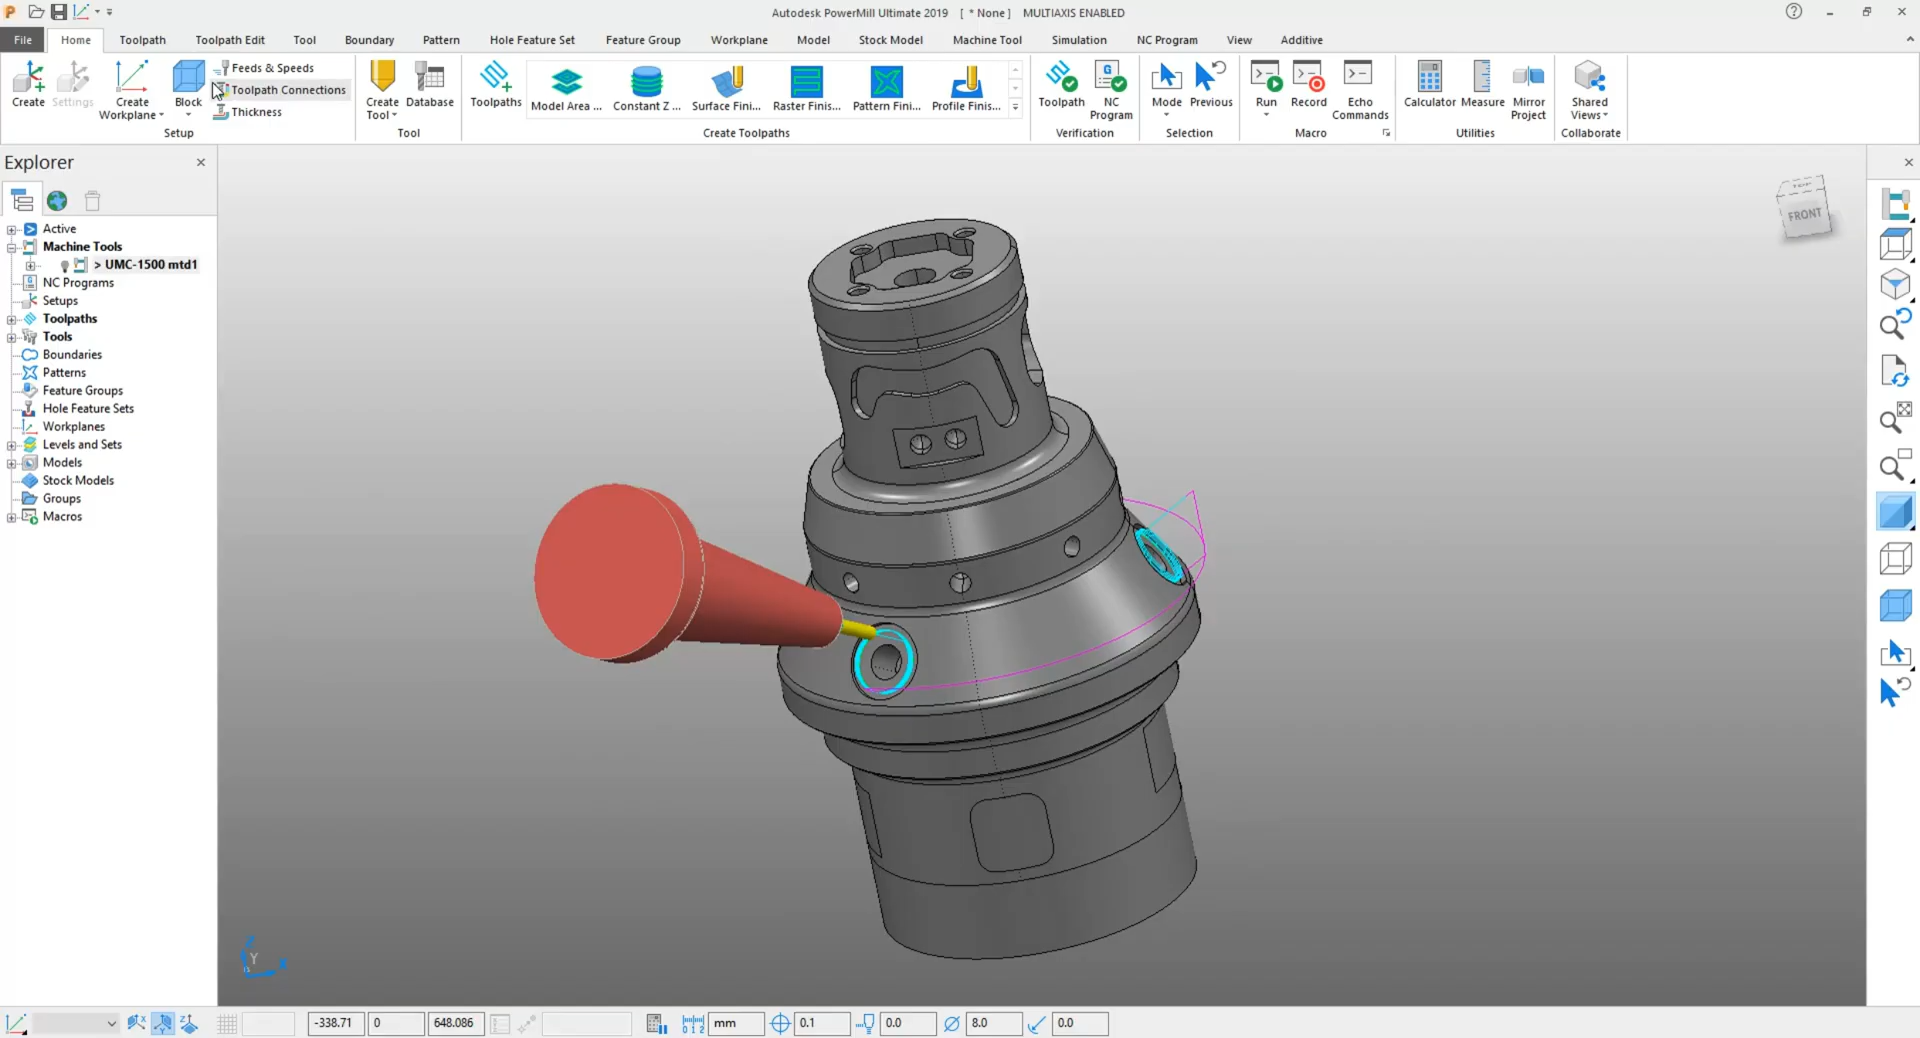 Autodesk PowerMill Ultimate 2019 [ * None ] MULTIAXIS ENABLED
File Home Toolpath Toolpath Edit Tool Boundary Pattern Hole Feature Set Feature Group Workplane Model Stock Model Machine Tool Simulation NC Program View Additive
Create
Settings
Create Workplane
Block
Feeds & Speeds
Toolpath Connections
Thickness
Setup
Create Tool
Database
Tool
Toolpaths
Model Area ...
Constant Z ...
Surface Fini...
Raster Finis...
Pattern Fini...
Profile Finis...
Create Toolpaths
Toolpath
NC Program
Verification
Mode
Previous
Selection
Run
Record
Echo Commands
Macro
Calculator
Measure
Mirror Project
Utilities
Shared Views
Collaborate
Explorer
Active
Machine Tools
> UMC-1500 mtd1
NC Programs
Setups
Toolpaths
Tools
Boundaries
Patterns
Feature Groups
Hole Feature Sets
Workplanes
Levels and Sets
Models
Stock Models
Groups
Macros
FRONT
Y
-338.71 0 648.086 mm 0.1 0.0 8.0 0.0